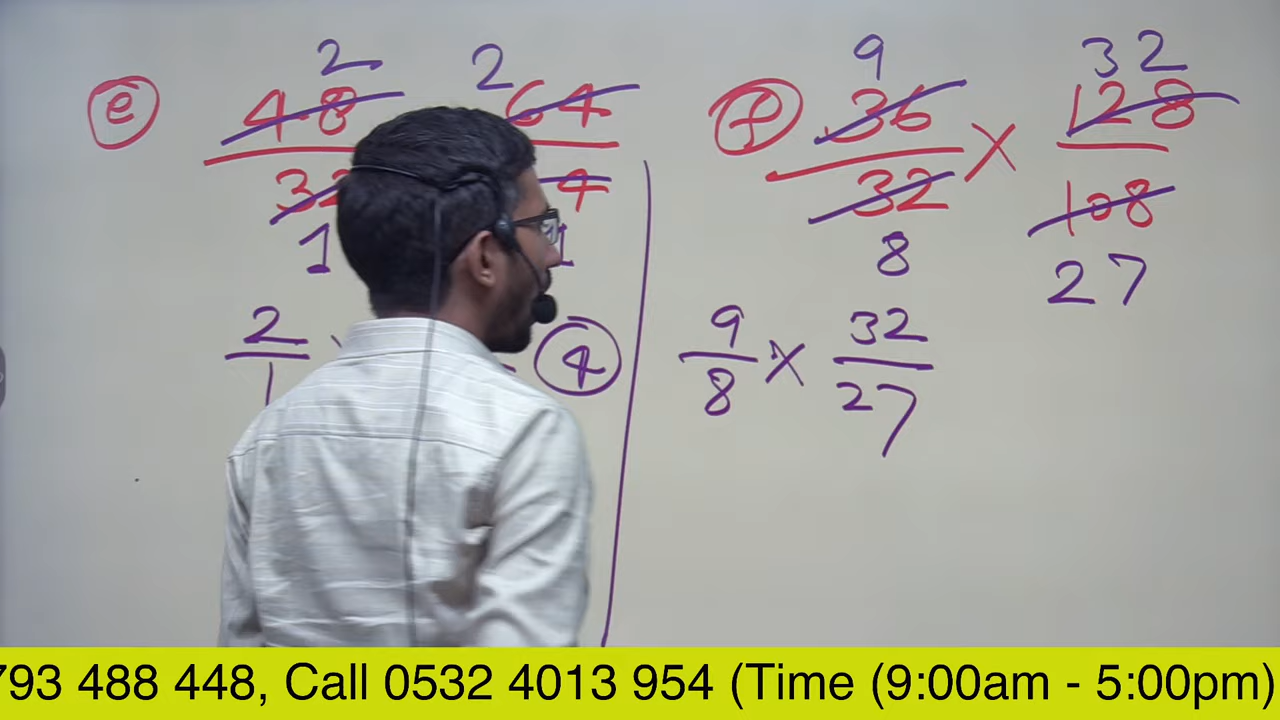 e 48 2 2 64
32 4
1 1
2
1 4
f 9 36 × 32 128
32 108
8 27
9 × 32
8 27
793 488 448, Call 0532 4013 954 (Time (9:00am - 5:00pm)